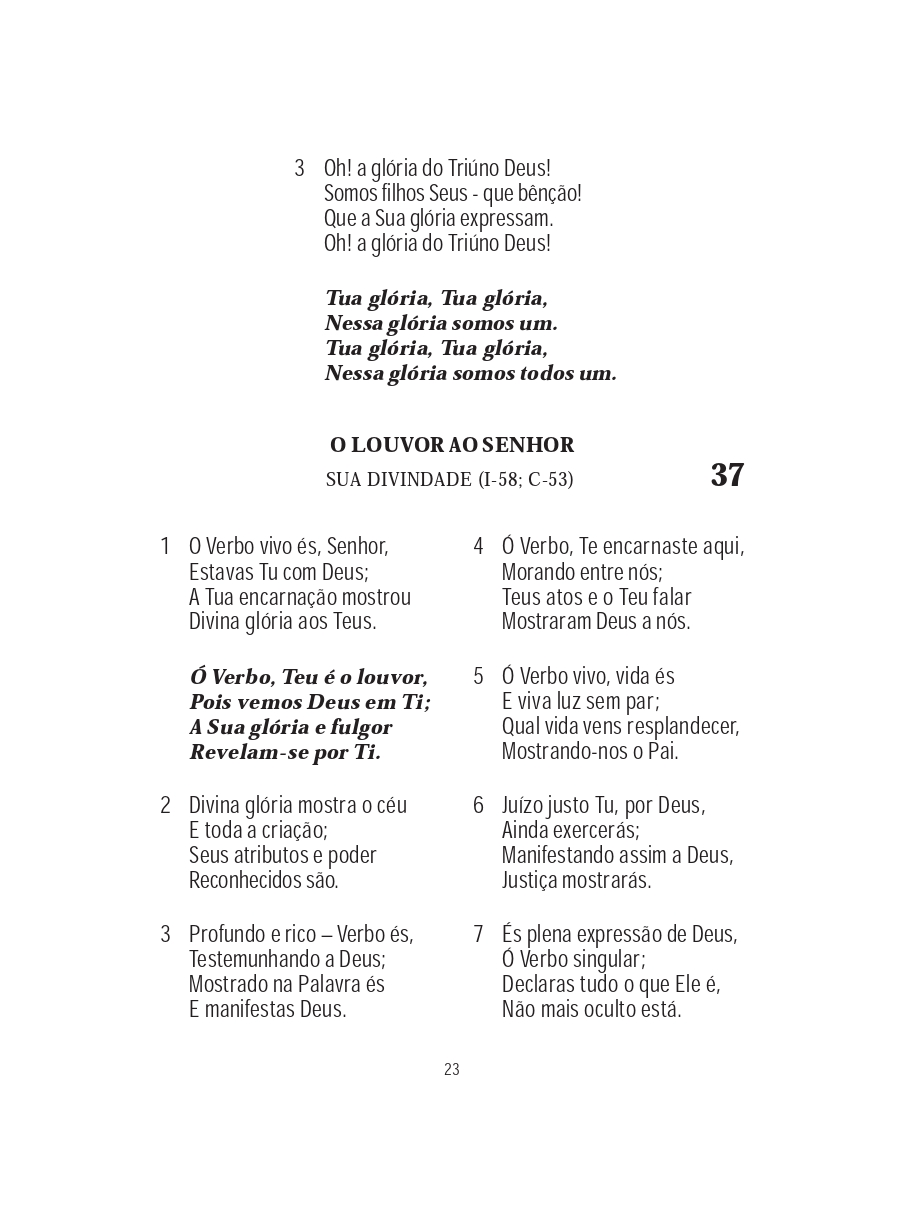 3 Oh! a glória do Triúno Deus!
Somos filhos Seus - que bênção!
Que a Sua glória expressam.
Oh! a glória do Triúno Deus!
Tua glória, Tua glória,
Nessa glória somos um.
Tua glória, Tua glória,
Nessa glória somos todos um.
O LOUVOR AO SENHOR
SUA DIVINDADE (I-58; C-53)
37
1 O Verbo vivo és, Senhor,
Estavas Tu com Deus;
A Tua encarnação mostrou
Divina glória aos Teus.
Ó Verbo, Teu é o louvor,
Pois vemos Deus em Ti;
A Sua glória e fulgor
Revelam-se por Ti.
2 Divina glória mostra o céu
E toda a criação;
Seus atributos e poder
Reconhecidos são.
3 Profundo e rico – Verbo és,
Testemunhando a Deus;
Mostrado na Palavra és
E manifestas Deus.
4 Ó Verbo, Te encarnaste aqui,
Morando entre nós;
Teus atos e o Teu falar
Mostraram Deus a nós.
5 Ó Verbo vivo, vida és
E viva luz sem par;
Qual vida vens resplandecer,
Mostrando-nos o Pai.
6 Juízo justo Tu, por Deus,
Ainda exercerás;
Manifestando assim a Deus,
Justiça mostrarás.
7 És plena expressão de Deus,
Ó Verbo singular;
Declaras tudo o que Ele é,
Não mais oculto está.
23